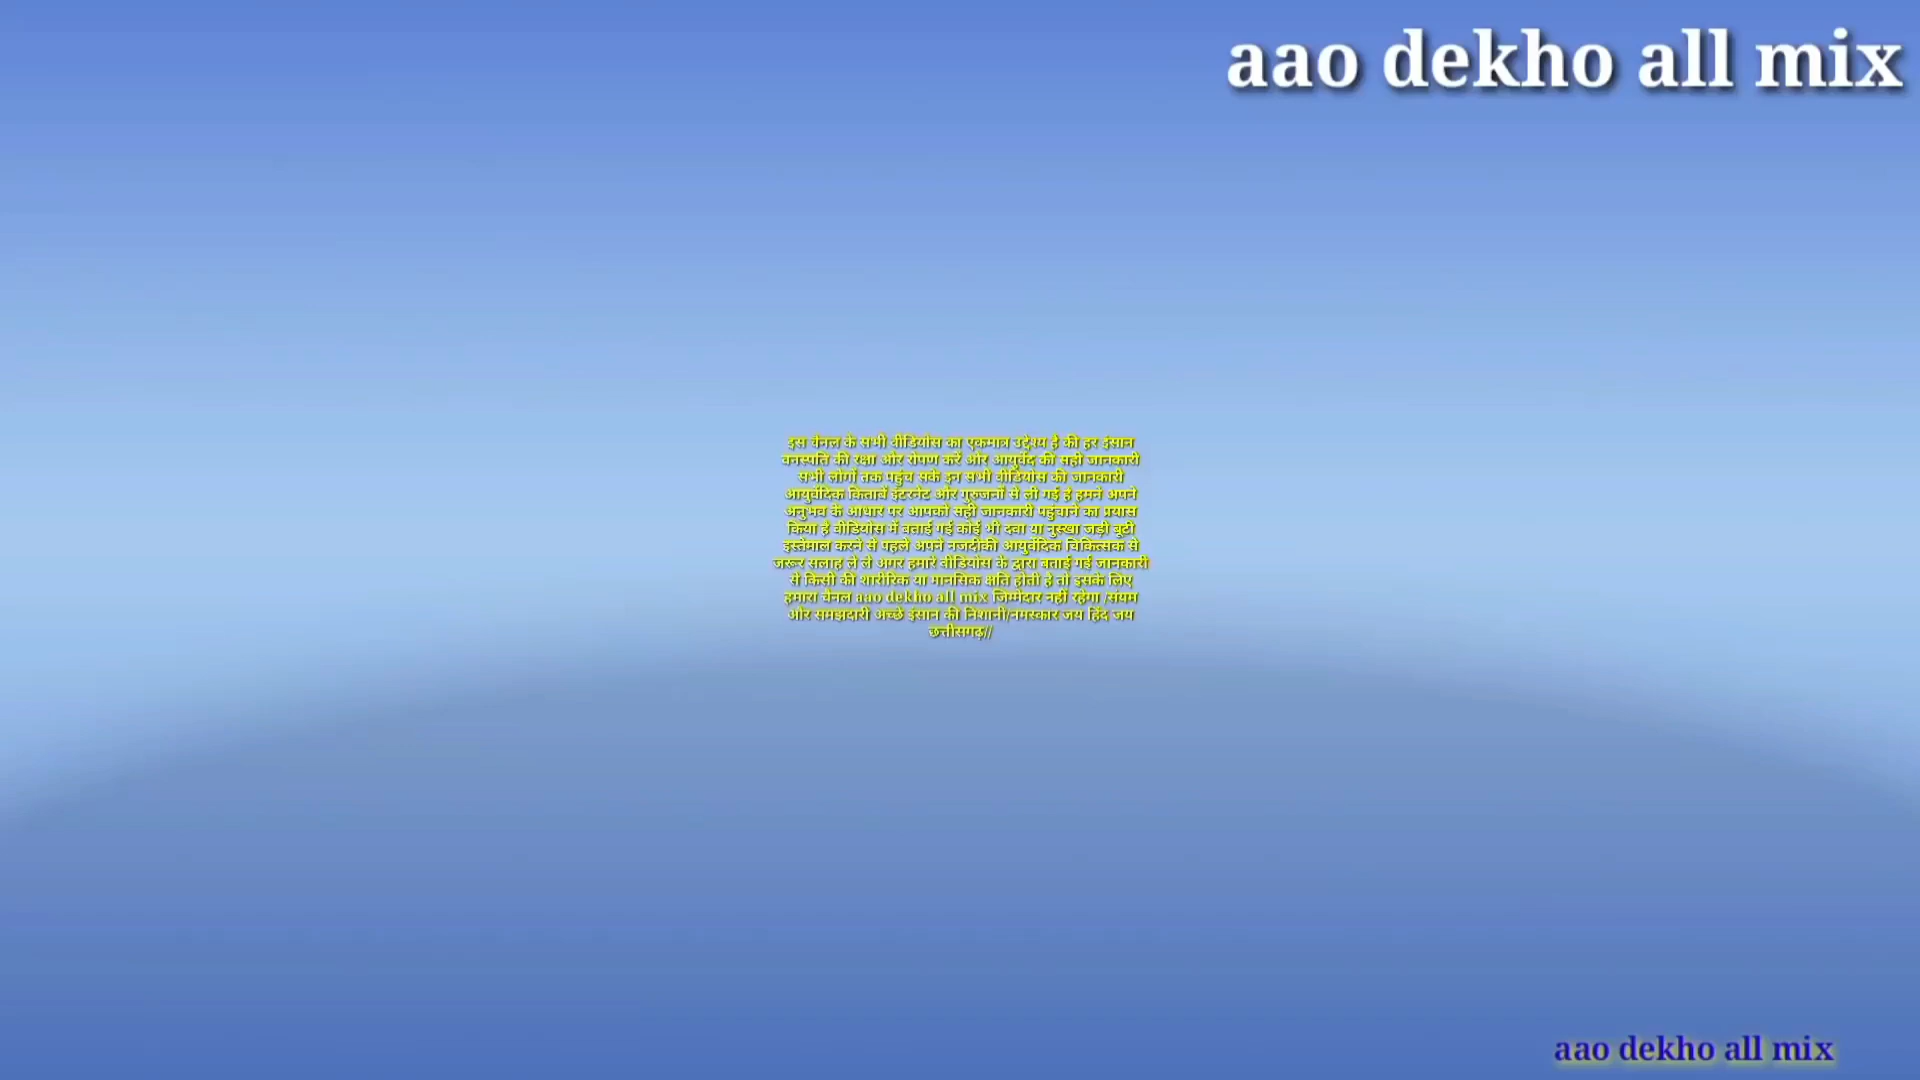 aao dekho all mix
इस चैनल के सभी वीडियोस का एकमात्र उद्देश्य है की हर इंसान
वनस्पति की रक्षा और रोपण करें और आयुर्वेद की सही जानकारी
सभी लोगों तक पहुंच सके इन सभी वीडियोस की जानकारी
आयुर्वेदिक किताबें इंटरनेट और गुरुजनों से ली गई है हमने अपने
अनुभव के आधार पर आपको सही जानकारी पहुंचाने का प्रयास
किया है वीडियोस में बताई गई कोई भी दवा या नुस्खा जड़ी बूटी
इस्तेमाल करने से पहले अपने नजदीकी आयुर्वेदिक चिकित्सक से
जरूर सलाह ले ले अगर हमारे वीडियोस के द्वारा बताई गई जानकारी
से किसी की शारीरिक या मानसिक क्षति होती है तो इसके लिए
हमारा चैनल aao dekho all mix जिम्मेदार नहीं रहेगा /संयम
और समझदारी अच्छे इंसान की निशानी/नमस्कार जय हिंद जय
छत्तीसगढ़//
aao dekho all mix